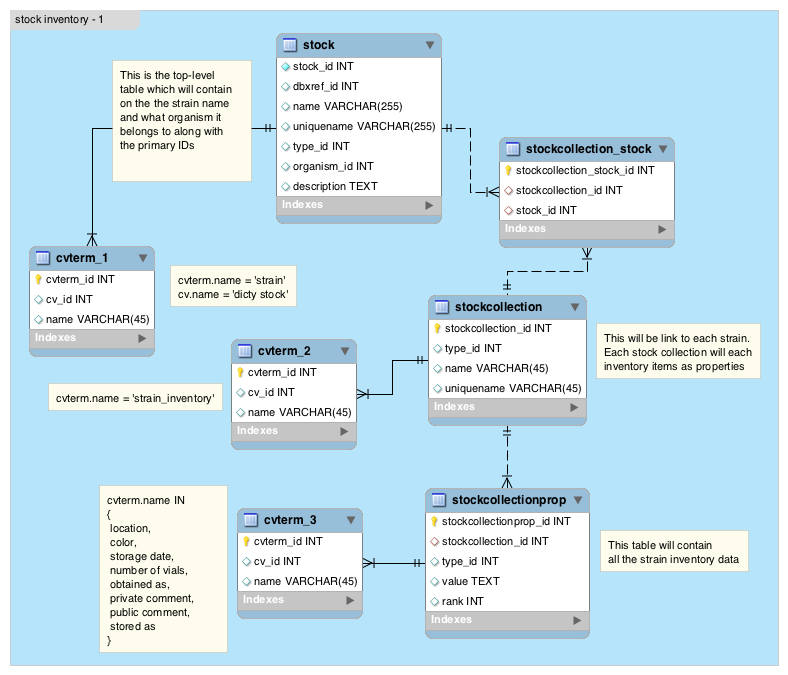 stock inventory - 1
This is the top-level
table which will contain
on the the strain name
and what organism it
belongs to along with
the primary IDs
stock
stock_id INT
dbxref_id INT
name VARCHAR(255)
uniquename VARCHAR(255)
type_id INT
organism_id INT
description TEXT
Indexes
stockcollection_stock
stockcollection_stock_id INT
stockcollection_id INT
stock_id INT
Indexes
cvterm_1
cvterm_id INT
cv_id INT
name VARCHAR(45)
Indexes
cvterm.name = 'strain'
cv.name = 'dicty stock'
stockcollection
stockcollection_id INT
type_id INT
name VARCHAR(45)
uniquename VARCHAR(45)
Indexes
This will be link to each strain.
Each stock collection will each
inventory items as properties
cvterm_2
cvterm_id INT
cv_id INT
name VARCHAR(45)
Indexes
cvterm.name = 'strain_inventory'
cvterm.name IN
{
location,
color,
storage date,
number of vials,
obtained as,
private comment,
public comment,
stored as
}
cvterm_3
cvterm_id INT
cv_id INT
name VARCHAR(45)
Indexes
stockcollectionprop
stockcollectionprop_id INT
stockcollection_id INT
type_id INT
value TEXT
rank INT
Indexes
This table will contain
all the strain inventory data